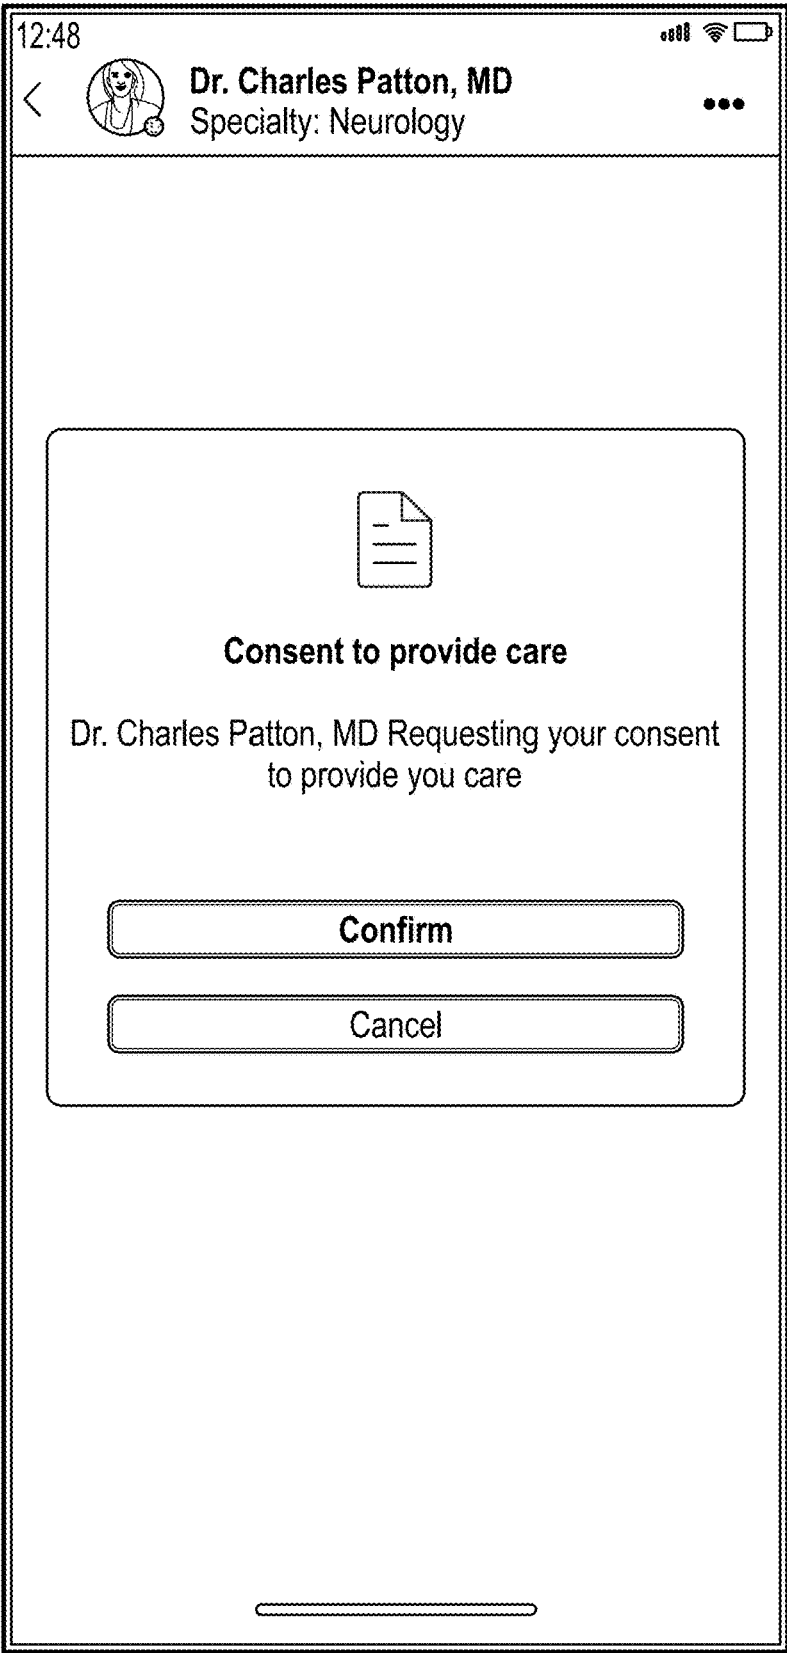 12:48
Dr. Charles Patton, MD
Specialty: Neurology
Consent to provide care
Dr. Charles Patton, MD Requesting your consent
to provide you care
Confirm
Cancel